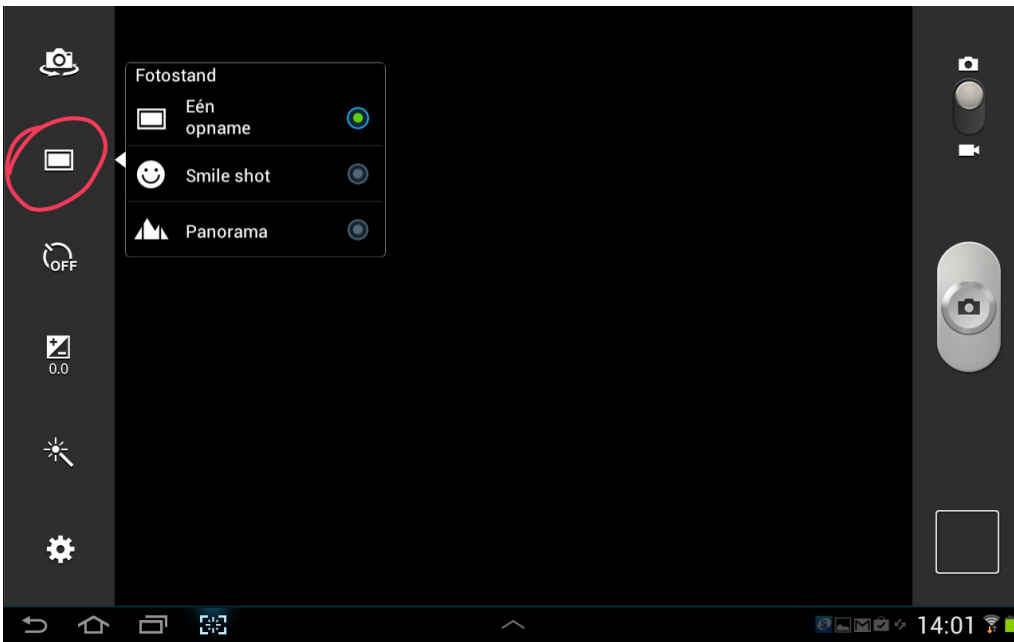 Fotostand
Eén
opname
Smile shot
Panorama
OFF
0.0
14:01